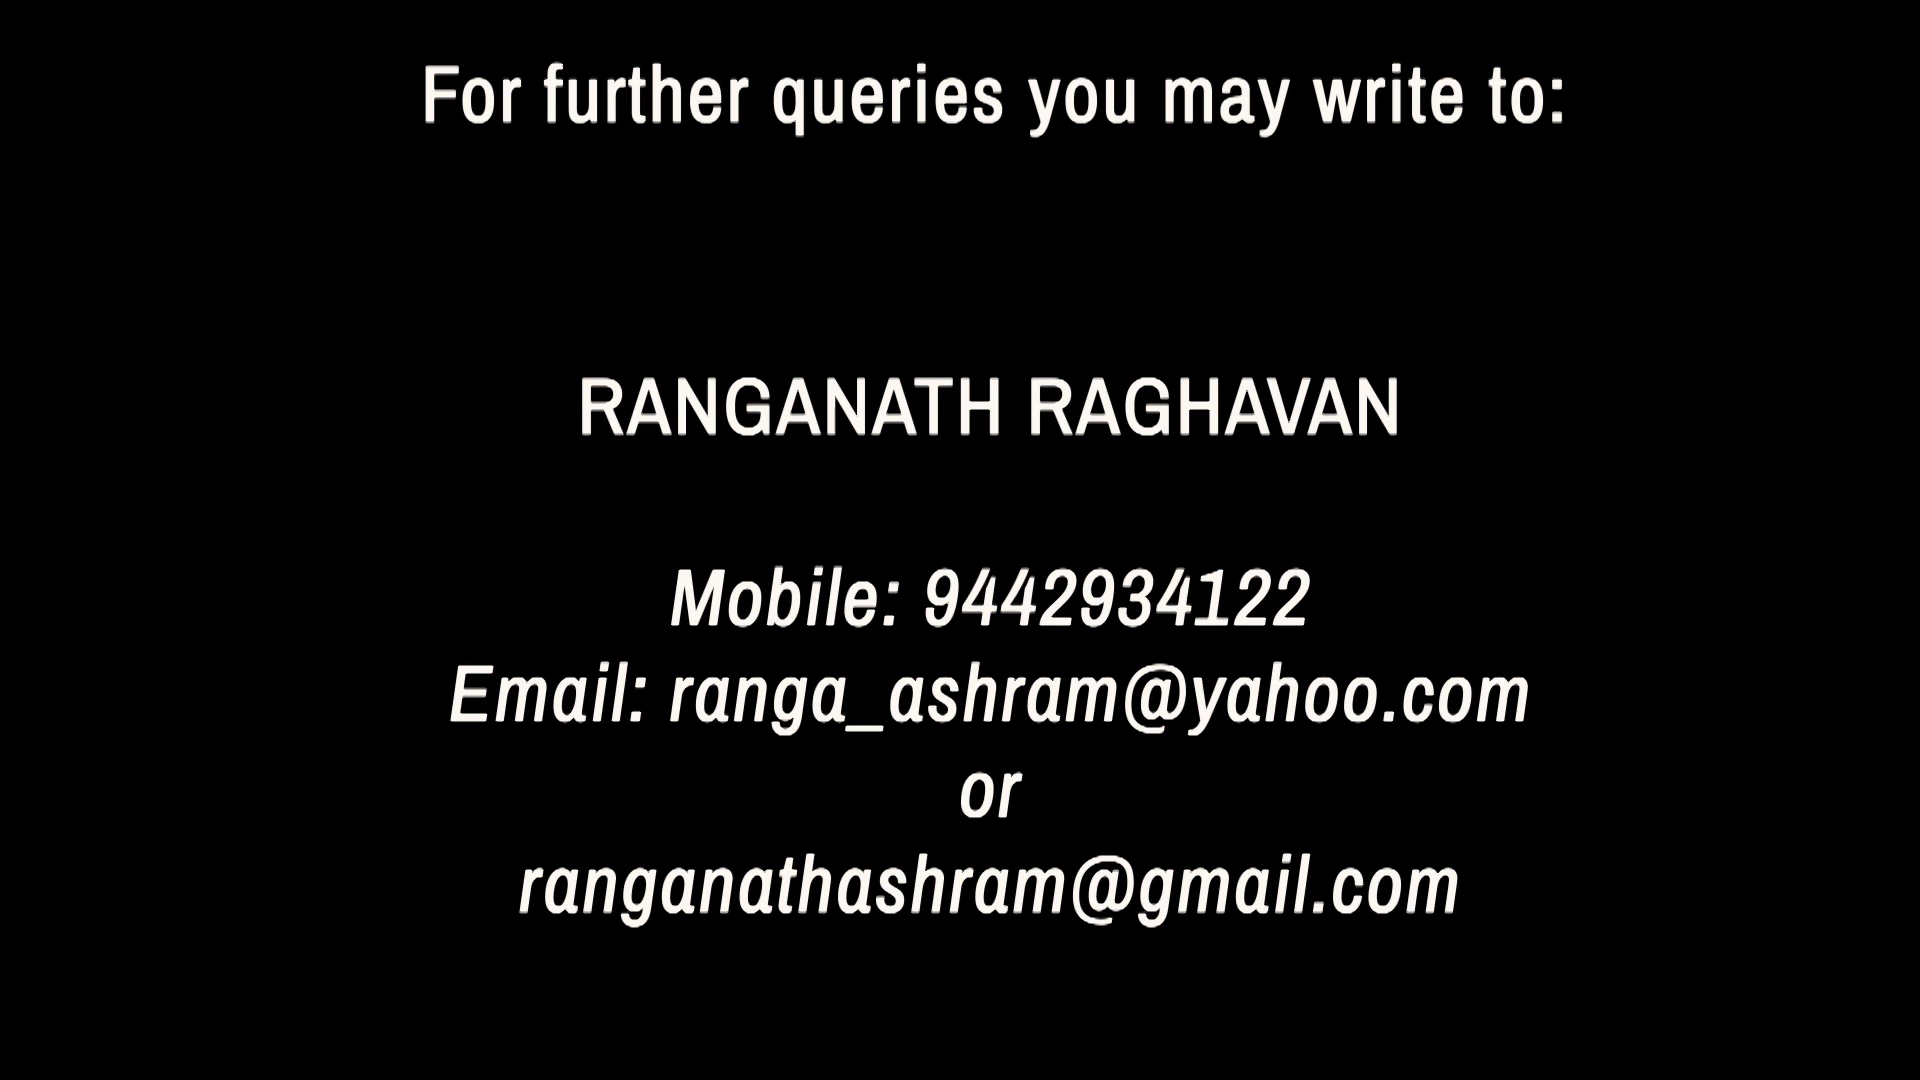 For further queries you may write to:
RANGANATH RAGHAVAN
Mobile: 9442934122
Email: ranga_ashram@yahoo.com
or
ranganathashram@gmail.com